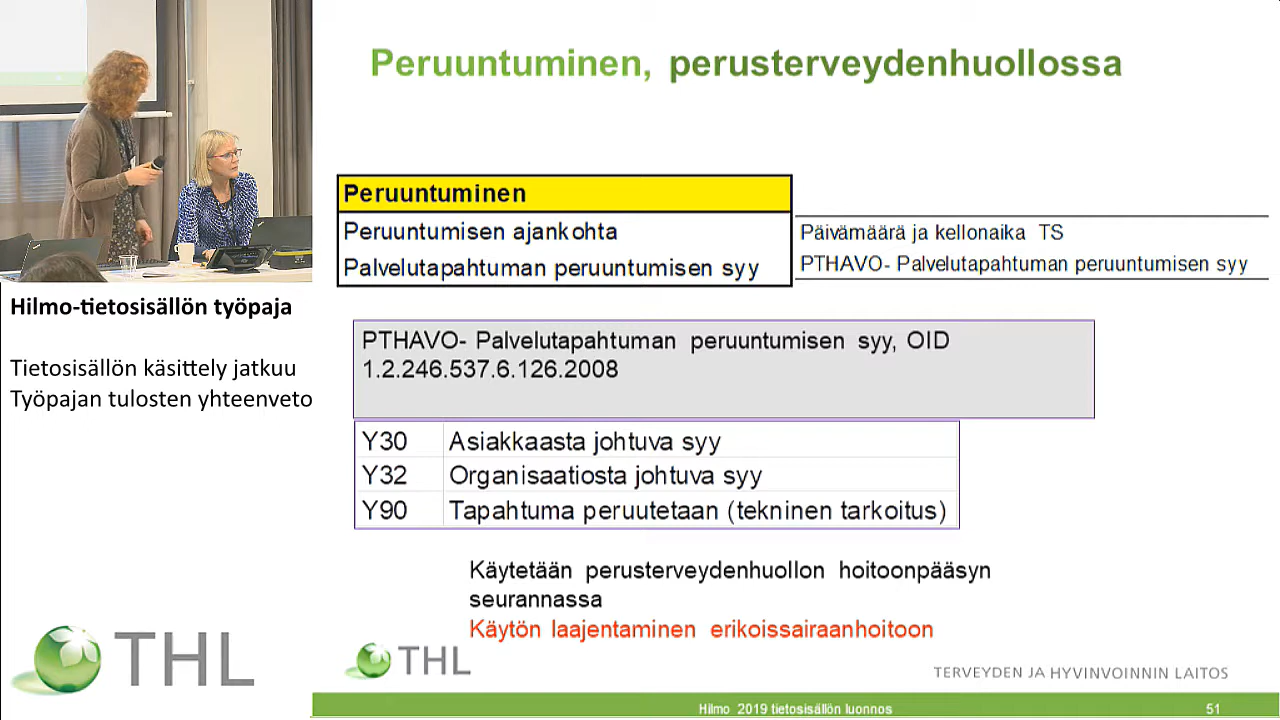 Peruuntuminen, perusterveydenhuollossa
Peruuntuminen
Peruuntumisen ajankohta
Päivämäärä ja kellonaika TS
Palvelutapahtuman peruuntumisen syy
PTHAVO- Palvelutapahtuman peruuntumisen syy
Hilmo-tietosisällön työpaja
Tietosisällön käsittely jatkuu
Työpajan tulosten yhteenveto
PTHAVO- Palvelutapahtuman peruuntumisen syy, OID
1.2.246.537.6.126.2008
Y30 Asiakkaasta johtuva syy
Y32 Organisaatiosta johtuva syy
Y90 Tapahtuma peruutetaan (tekninen tarkoitus)
Käytetään perusterveydenhuollon hoitoonpääsyn
seurannassa
Käytön laajentaminen erikoissairaanhoitoon
THL
THL
TERVEYDEN JA HYVINVOINNIN LAITOS
Hilmo 2019 tietosisällön luonnos
51